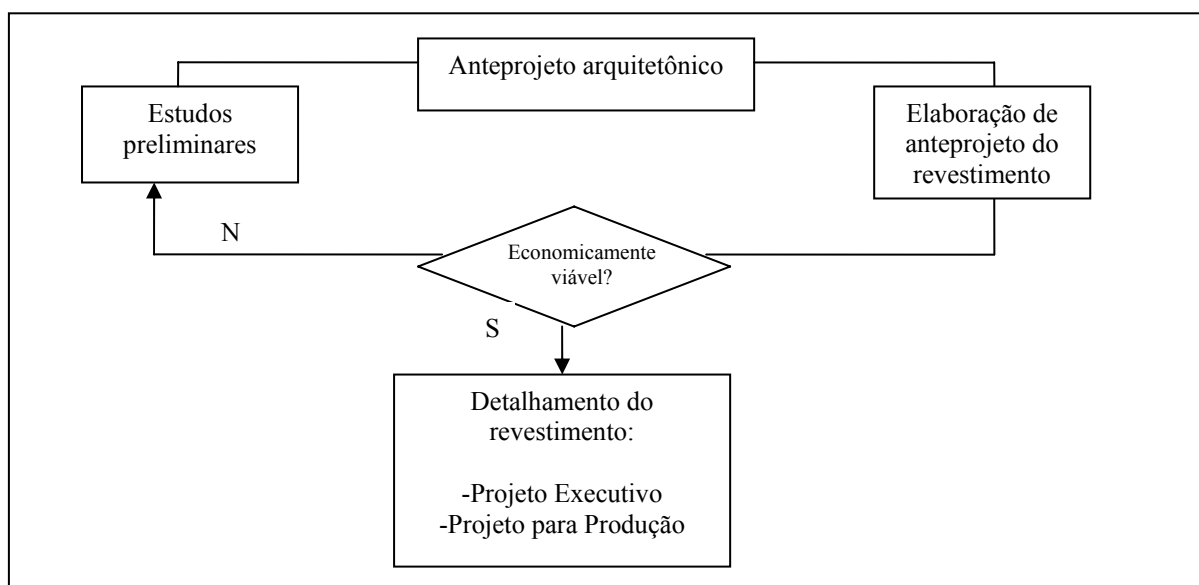 Anteprojeto arquitetônico
Estudos
preliminares
Elaboração de
anteprojeto do
revestimento
N
Economicamente
viável?
S
Detalhamento do
revestimento:
-Projeto Executivo
-Projeto para Produção